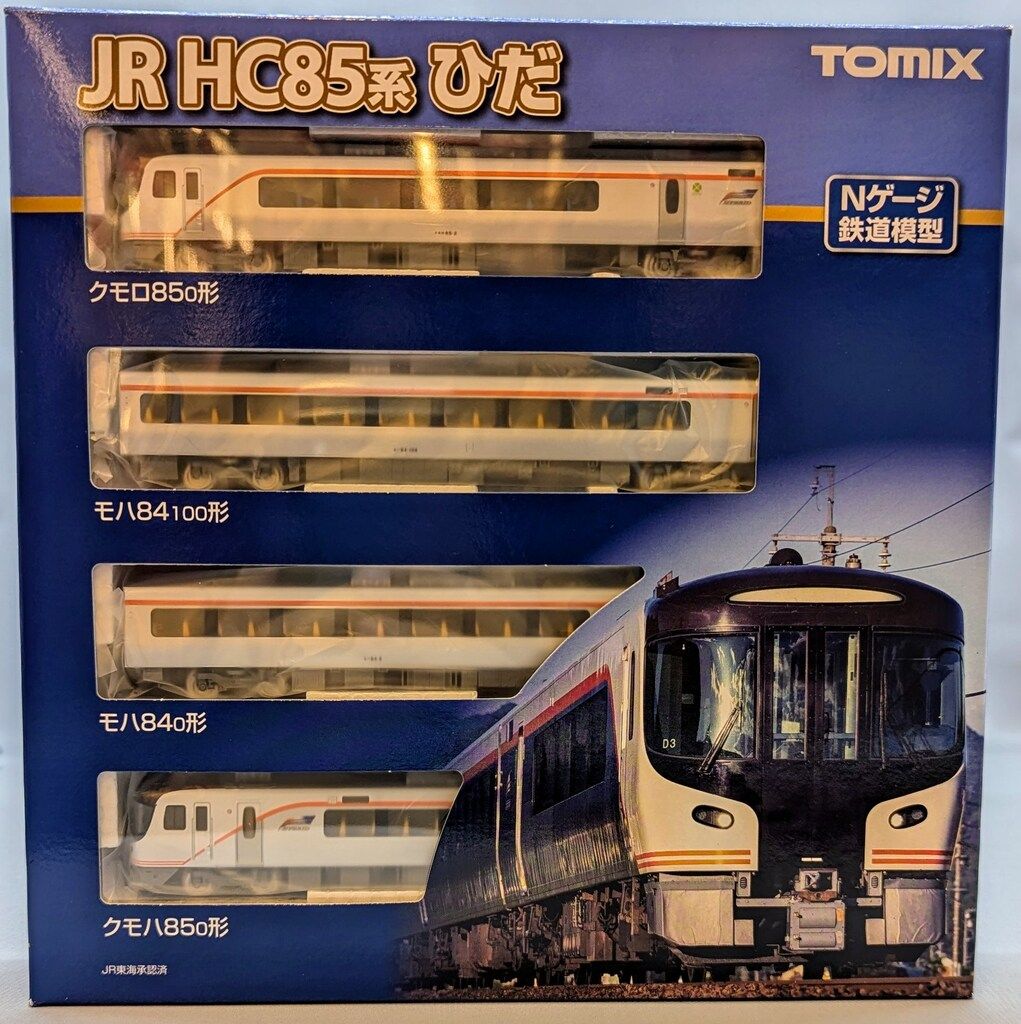 JR HC85系 ひだ
TOMIX
Nゲージ
鉄道模型
クモロ850形
モハ84100形
モハ840形
D3
クモハ850形
JR東海承認済